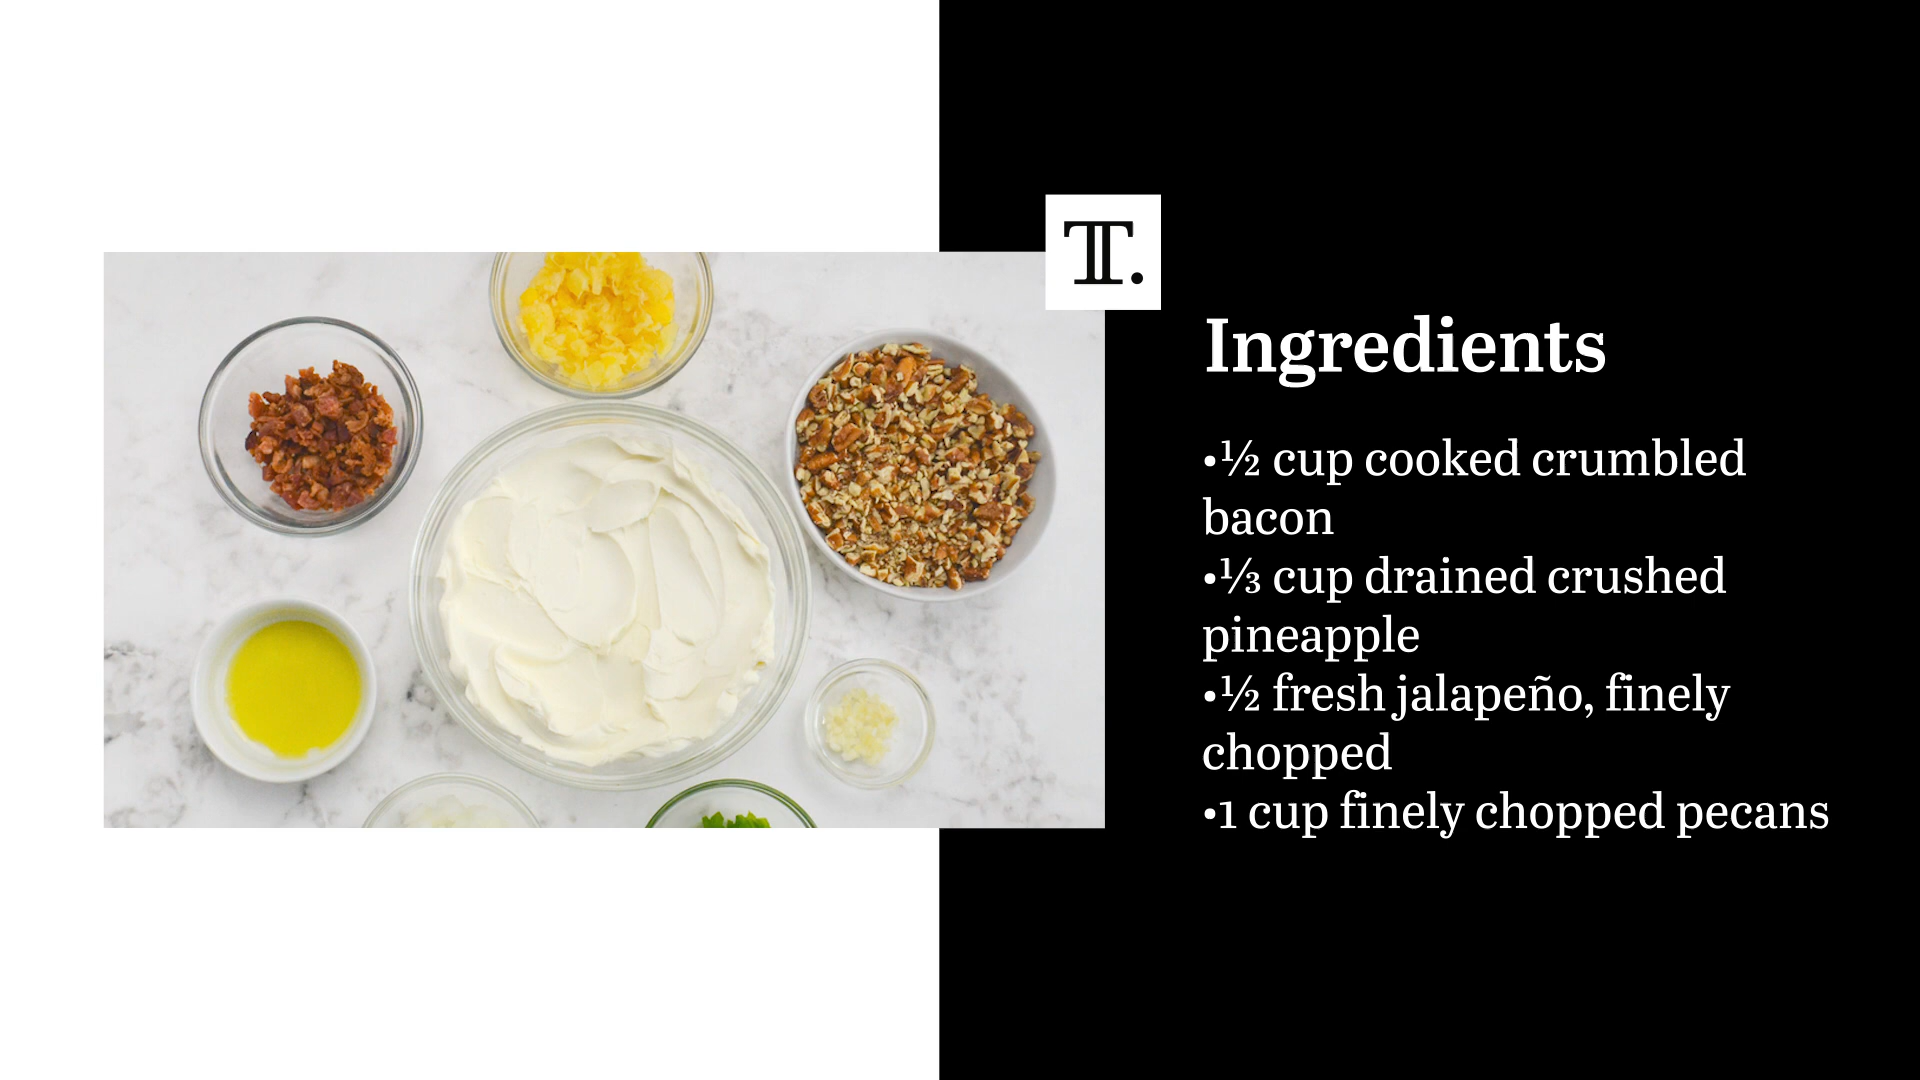 T.
Ingredients
•½ cup cooked crumbled
bacon
•⅓ cup drained crushed
pineapple
•½ fresh jalapeño, finely
chopped
•1 cup finely chopped pecans